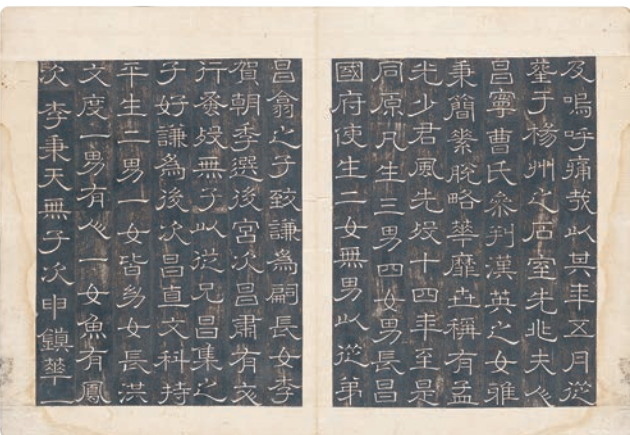 及嗚呼痛哉以其年五月從
葬于楊州之居室先兆夫人
昌寧曹氏參判漢英之女雅
秉簡素脫略華靡世稱有孟
光少君風先歿十四年至是
同原凡生三男四女男長昌
國府使生二女無男以從弟
昌翕之子致謙為嗣長女李
賀朝季選後宮次昌肅有文
行蚤歿無子以從兄昌集之
子好謙為後次昌直文科持
平生二男一女皆幼女長洪
文度一男有人一女魚有鳳
次李秉天無子次申鎮華一